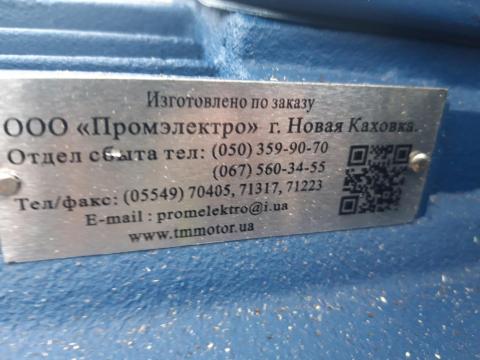 Изготовлено по заказу
ООО «Промэлектро» г. Новая Каховка.
Отдел сбыта тел: (050) 359-90-70
(067) 560-34-55
Тел/факс: (05549) 70405, 71317, 71223
E-mail : promelektro@i.ua
www.tmmotor.ua